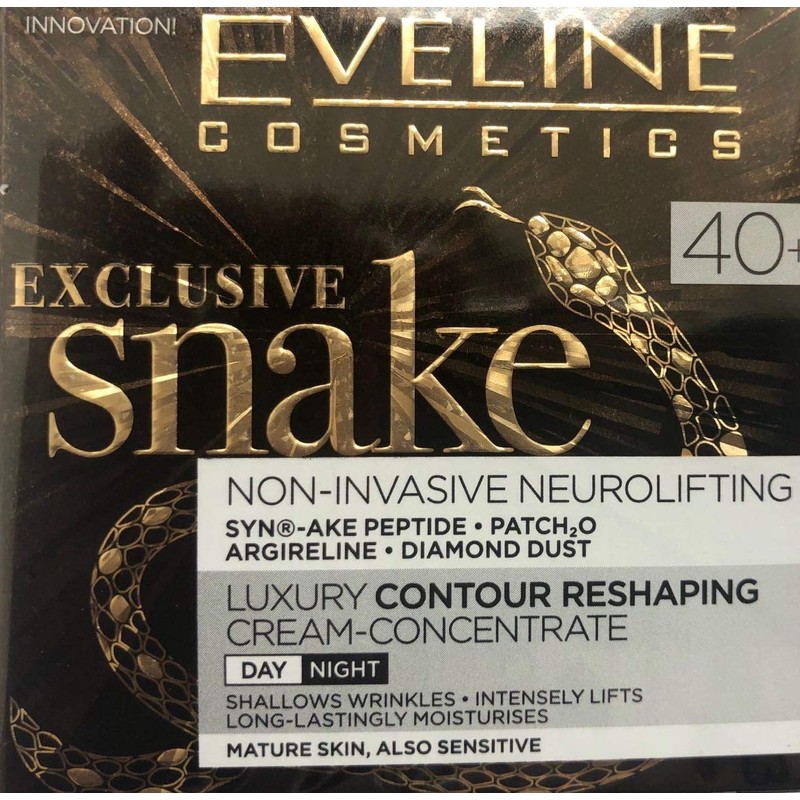 INNOVATION!
EVELINE
COSMETICS
40+
EXCLUSIVE
snake
NON-INVASIVE NEUROLIFTING
SYN®-AKE PEPTIDE • PATCH₂O
ARGIRELINE • DIAMOND DUST
LUXURY CONTOUR RESHAPING
CREAM-CONCENTRATE
DAY NIGHT
SHALLOWS WRINKLES • INTENSELY LIFTS
LONG-LASTINGLY MOISTURISES
MATURE SKIN, ALSO SENSITIVE